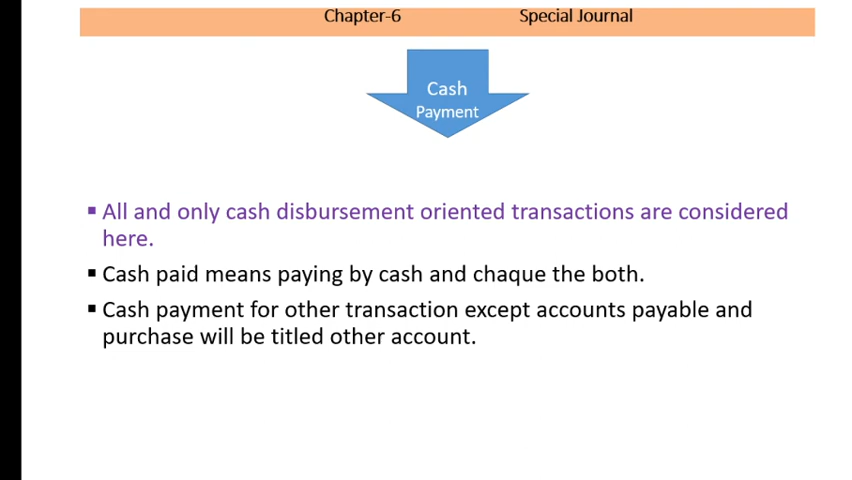 Chapter-6 Special Journal
Cash
Payment
▪ All and only cash disbursement oriented transactions are considered
here.
▪ Cash paid means paying by cash and chaque the both.
▪ Cash payment for other transaction except accounts payable and
purchase will be titled other account.